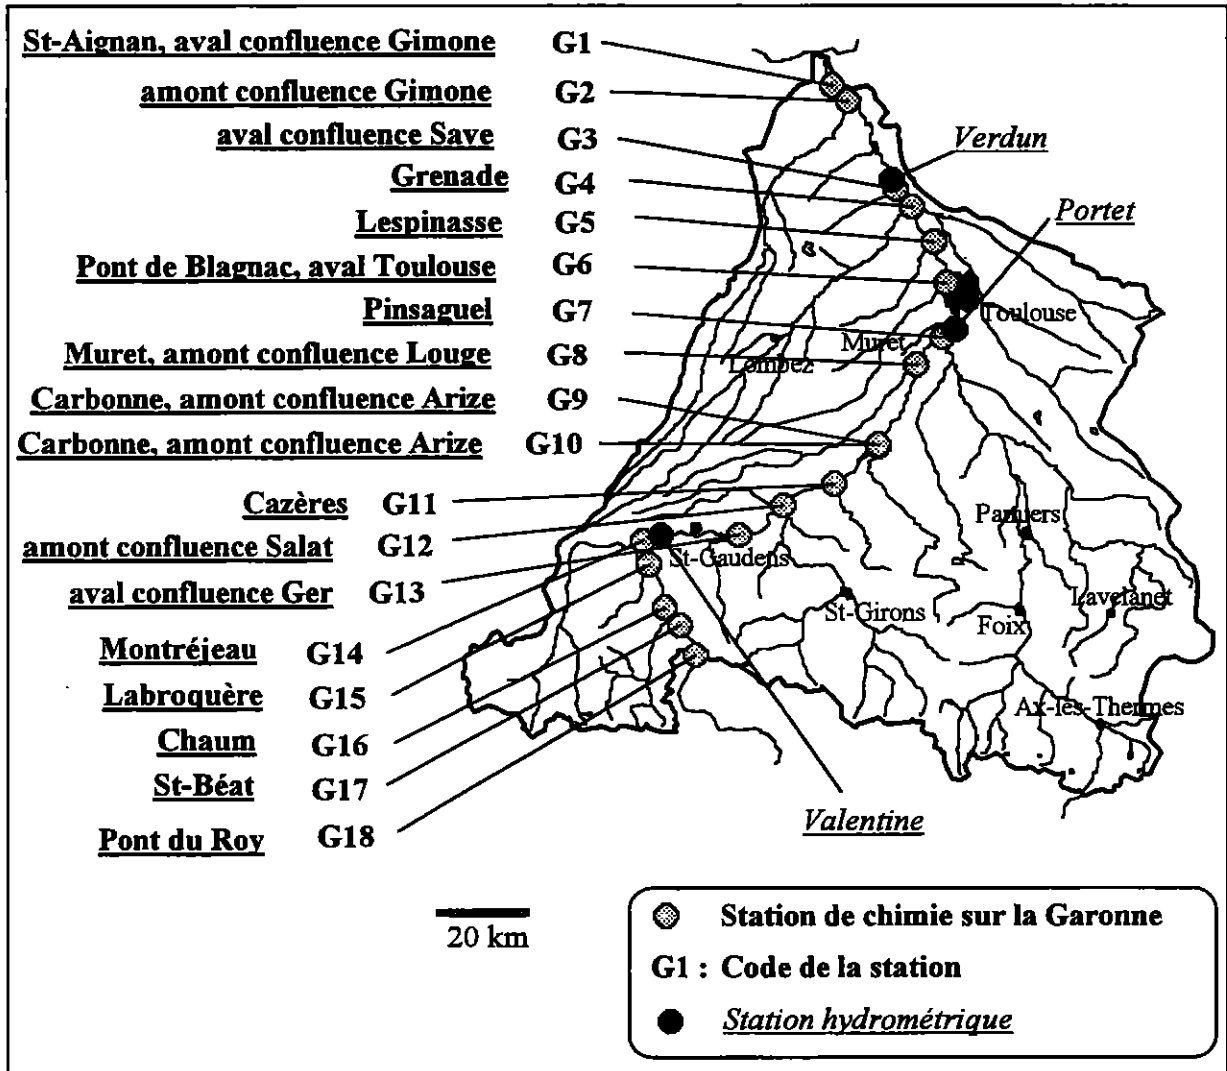 St-Aignan, aval confluence Gimone G1
amont confluence Gimone G2
aval confluence Save G3
Grenade G4
Lespinasse G5
Pont de Blagnac, aval Toulouse G6
Pinsaguel G7
Muret, amont confluence Louge G8
Carbonne, amont confluence Arize G9
Carbonne, amont confluence Arize G10
Cazères G11
amont confluence Salat G12
aval confluence Ger G13
Montréjeau G14
Labroquère G15
Chaum G16
St-Béat G17
Pont du Roy G18
Verdun
Portet
Toulouse
Muret
Lombez
Pamiers
St-Gaudens
St-Girons
Foix
Lavelanet
Ax-les-Thermes
Valentine
20 km
Station de chimie sur la Garonne
G1 : Code de la station
Station hydrométrique